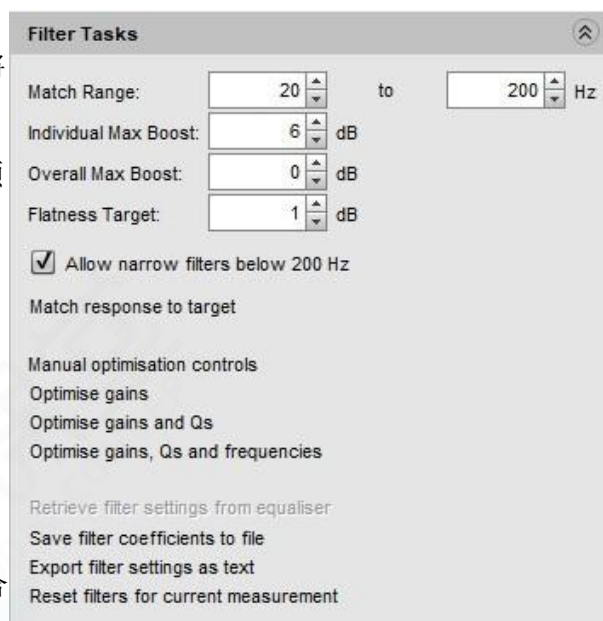 Filter Tasks
Match Range: 20 to 200 Hz
Individual Max Boost: 6 dB
Overall Max Boost: 0 dB
Flatness Target: 1 dB
Allow narrow filters below 200 Hz
Match response to target
Manual optimisation controls
Optimise gains
Optimise gains and Qs
Optimise gains, Qs and frequencies
Retrieve filter settings from equaliser
Save filter coefficients to file
Export filter settings as text
Reset filters for current measurement